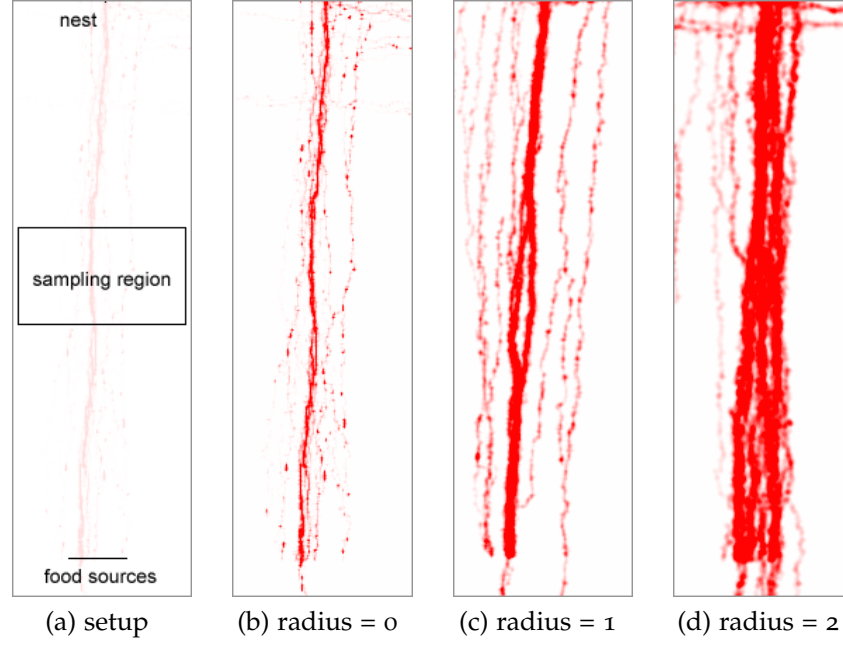 nest
sampling region
food sources
(a) setup
(b) radius = 0
(c) radius = 1
(d) radius = 2